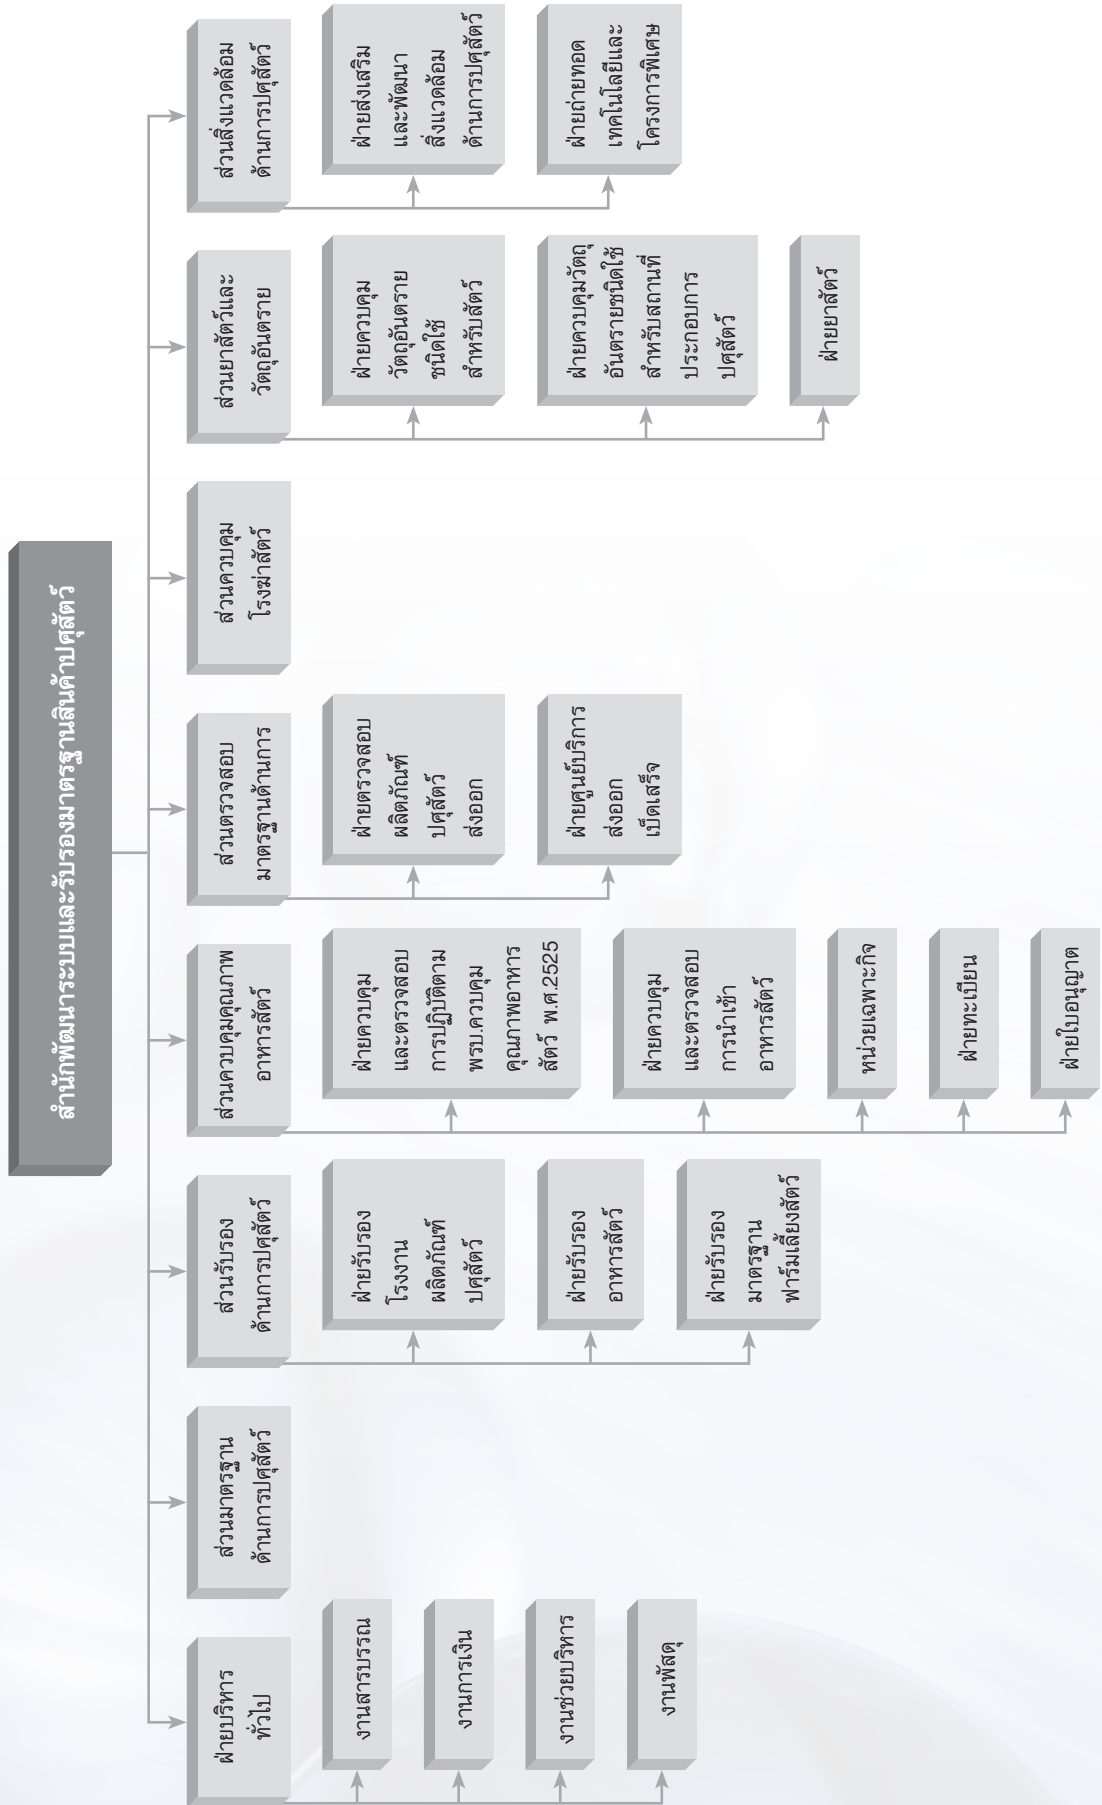 สำนักพัฒนาระบบและรับรองมาตรฐานสินค้าปศุสัตว์
ฝ่ายบริหาร
ทั่วไป
งานสารบรรณ
งานการเงิน
งานช่วยบริหาร
งานพัสดุ
ส่วนมาตรฐาน
ด้านการปศุสัตว์
ส่วนรับรอง
ด้านการปศุสัตว์
ฝ่ายรับรอง
โรงงาน
ผลิตภัณฑ์
ปศุสัตว์
ฝ่ายรับรอง
อาหารสัตว์
ฝ่ายรับรอง
มาตรฐาน
ฟาร์มเลี้ยงสัตว์
ส่วนควบคุมคุณภาพ
อาหารสัตว์
ฝ่ายควบคุม
และตรวจสอบ
การปฏิบัติตาม
พรบ.ควบคุม
คุณภาพอาหาร
สัตว์ พ.ศ.2525
ฝ่ายควบคุม
และตรวจสอบ
การนำเข้า
อาหารสัตว์
หน่วยเฉพาะกิจ
ฝ่ายทะเบียน
ฝ่ายใบอนุญาต
ส่วนตรวจสอบ
มาตรฐานด้านการ
ฝ่ายตรวจสอบ
ผลิตภัณฑ์
ปศุสัตว์
ส่งออก
ฝ่ายศูนย์บริการ
ส่งออก
เบ็ดเสร็จ
ส่วนควบคุม
โรงฆ่าสัตว์
ส่วนยาสัตว์และ
วัตถุอันตราย
ฝ่ายควบคุม
วัตถุอันตราย
ชนิดใช้
สำหรับสัตว์
ฝ่ายควบคุมวัตถุ
อันตรายชนิดใช้
สำหรับสถานที่
ประกอบการ
ปศุสัตว์
ฝ่ายยาสัตว์
ส่วนสิ่งแวดล้อม
ด้านการปศุสัตว์
ฝ่ายส่งเสริม
และพัฒนา
สิ่งแวดล้อม
ด้านการปศุสัตว์
ฝ่ายถ่ายทอด
เทคโนโลยีและ
โครงการพิเศษ